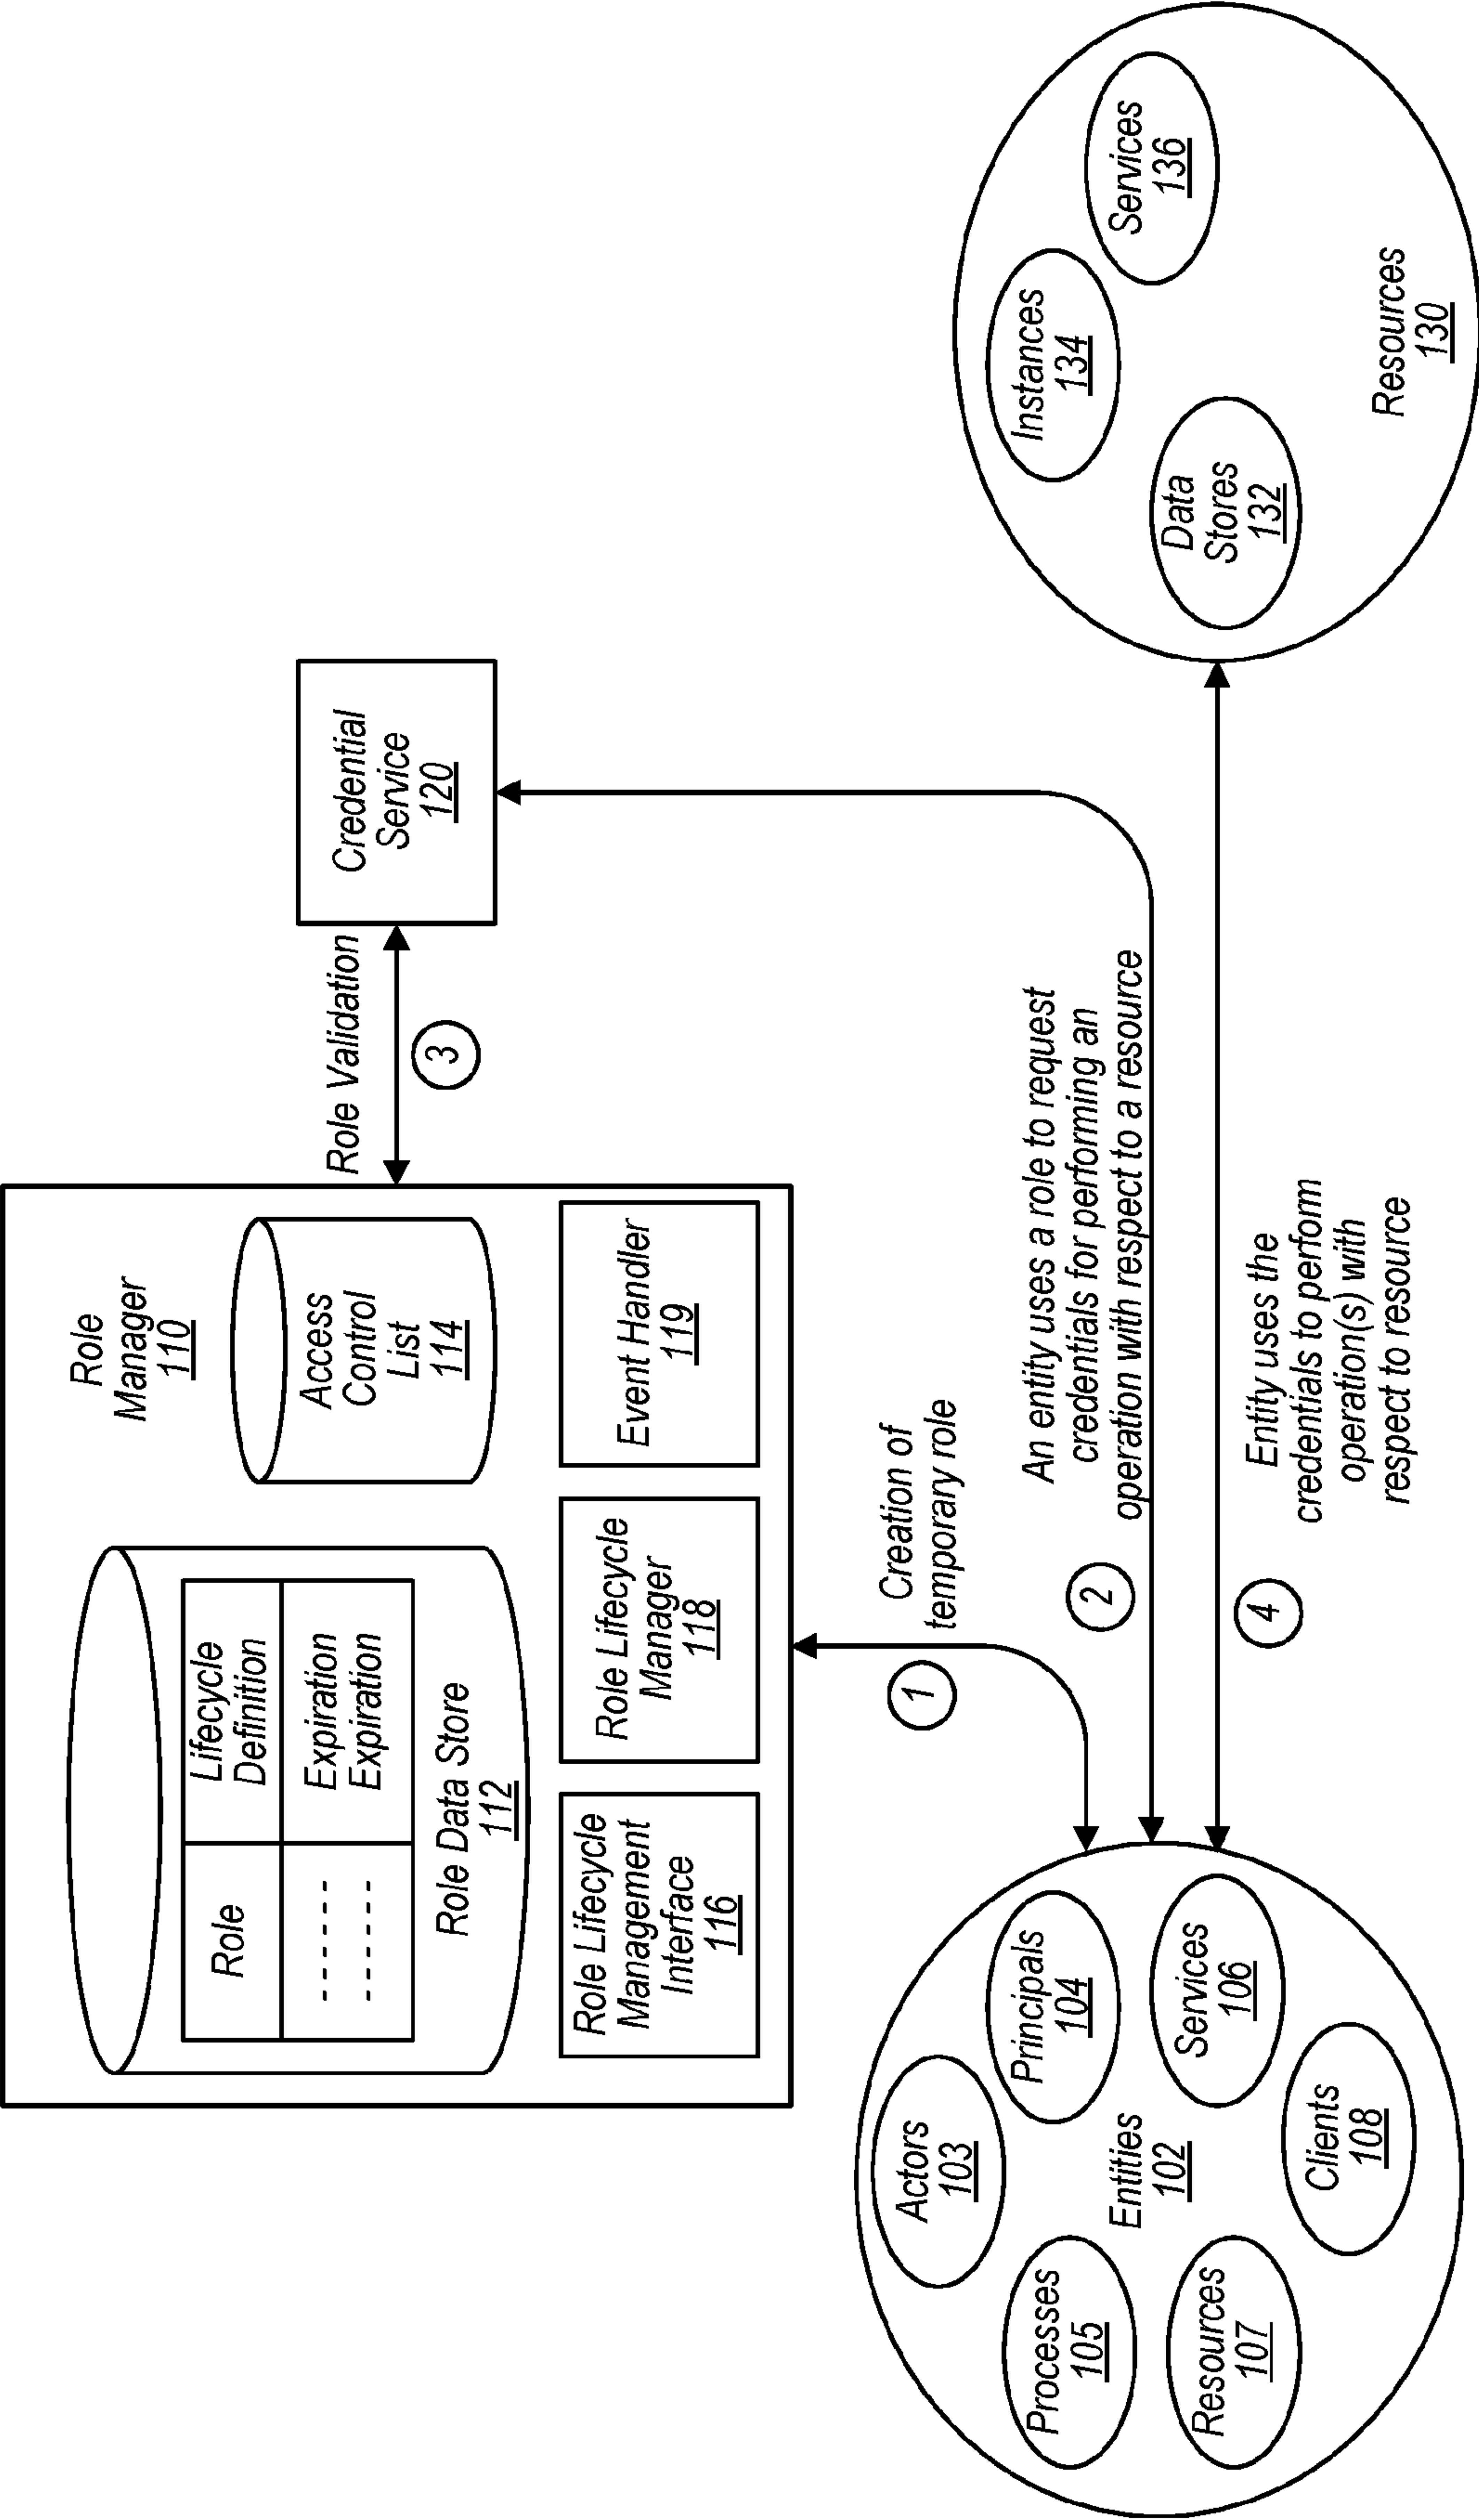 Role
Manager
110
Role
Lifecycle
Definition
-----
Expiration
-----
Expiration
Role Data Store
112
Access
Control
List
114
Role Lifecycle
Management
Interface
116
Role Lifecycle
Manager
118
Event Handler
119
Role Validation
3
Credential
Service
120
Creation of
temporary role
1
An entity uses a role to request
credentials for performing an
operation with respect to a resource
2
Entity uses the
credentials to perform
operation(s) with
respect to resource
4
Actors
103
Principals
104
Processes
105
Entities
102
Services
106
Resources
107
Clients
108
Instances
134
Services
136
Data
Stores
132
Resources
130